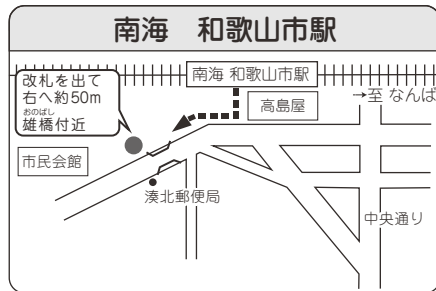 南海　和歌山市駅
南海 和歌山市駅
改札を出て
右へ約50m
おのばし
雄橋付近
高島屋
→至 なんば
市民会館
湊北郵便局
中央通り